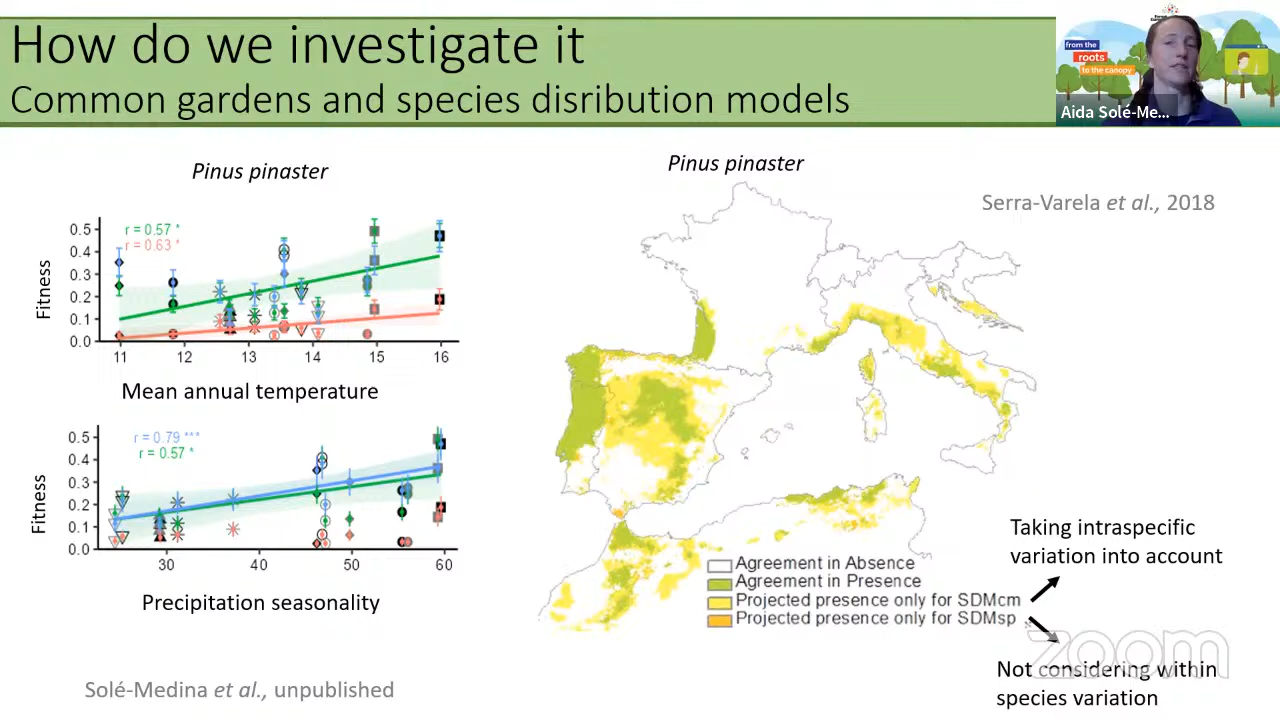 How do we investigate it
Common gardens and species disribution models
from the
roots
to the canopy
Aida Solé-Me...
Pinus pinaster
Fitness
0.5
0.4
0.3
0.2
0.1
0.0
r = 0.57 *
r = 0.63 *
11 12 13 14 15 16
Mean annual temperature
Fitness
0.5
0.4
0.3
0.2
0.1
0.0
r = 0.79 ***
r = 0.57 *
30 40 50 60
Precipitation seasonality
Solé-Medina et al., unpublished
Pinus pinaster
Serra-Varela et al., 2018
Agreement in Absence
Agreement in Presence
Projected presence only for SDMcm
Projected presence only for SDMsp
Taking intraspecific
variation into account
Not considering within
species variation
zoom